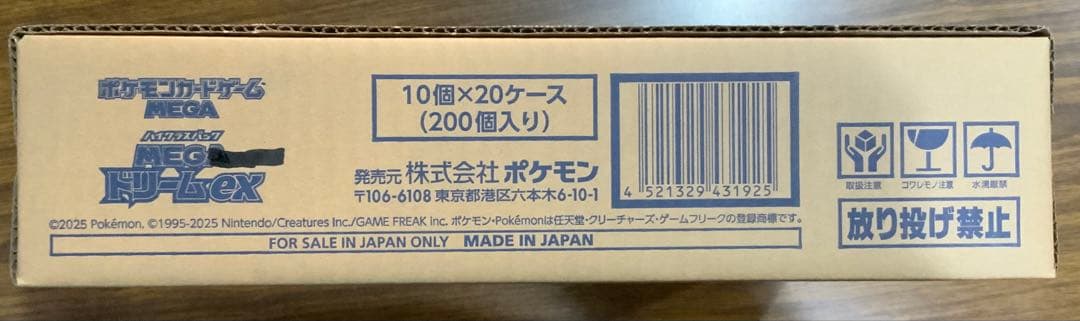 ポケモンカードゲーム
MEGA
ハイクラスパック
MEGA
ドリームex
10個×20ケース
(200個入り)
発売元 株式会社 ポケモン
〒106-6108 東京都港区六本木6-10-1
4 521329 431925
©2025 Pokémon. ©1995-2025 Nintendo/Creatures Inc./GAME FREAK inc. ポケモン・Pokémonは任天堂・クリーチャーズ・ゲームフリークの登録商標です。
FOR SALE IN JAPAN ONLY MADE IN JAPAN
取扱注意 コワレモノ注意 水濡厳禁
放り投げ禁止